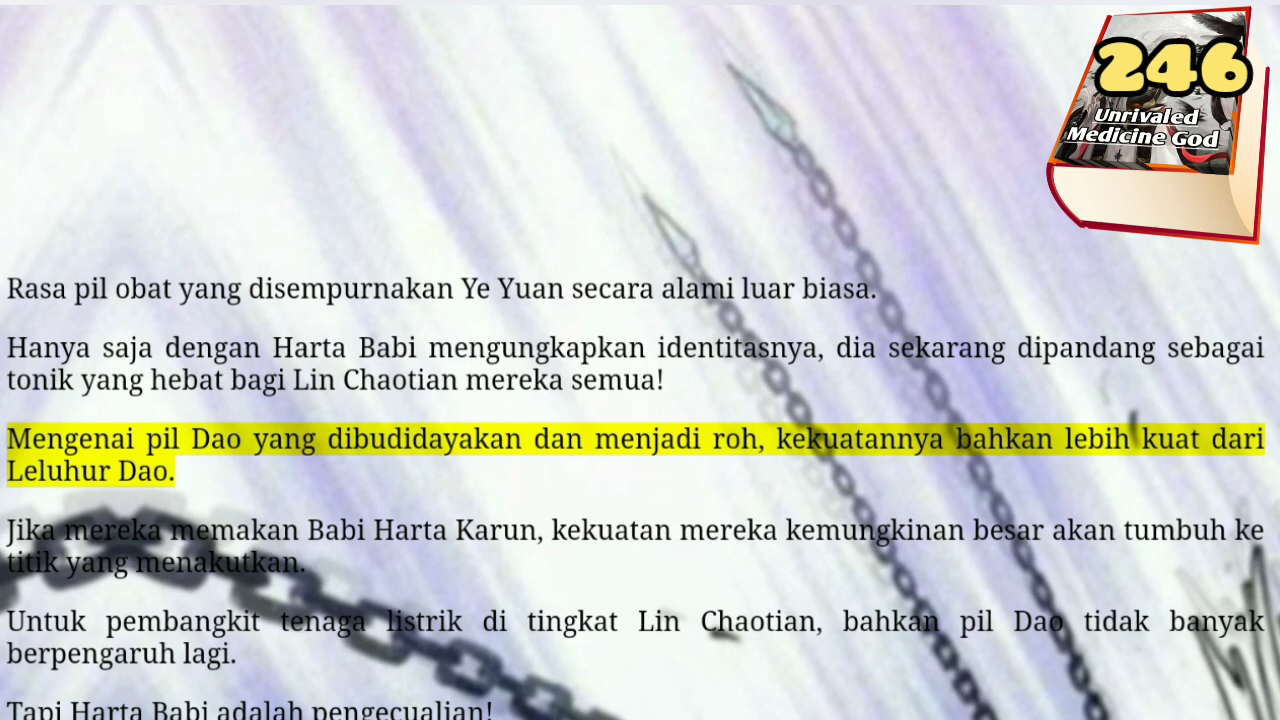 246
Unrivaled
Medicine God
Rasa pil obat yang disempurnakan Ye Yuan secara alami luar biasa.
Hanya saja dengan Harta Babi mengungkapkan identitasnya, dia sekarang dipandang sebagai
tonik yang hebat bagi Lin Chaotian mereka semua!
Mengenai pil Dao yang dibudidayakan dan menjadi roh, kekuatannya bahkan lebih kuat dari
Leluhur Dao.
Jika mereka memakan Babi Harta Karun, kekuatan mereka kemungkinan besar akan tumbuh ke
titik yang menakutkan.
Untuk pembangkit tenaga listrik di tingkat Lin Chaotian, bahkan pil Dao tidak banyak
berpengaruh lagi.
Tapi Harta Babi adalah pengecualian!